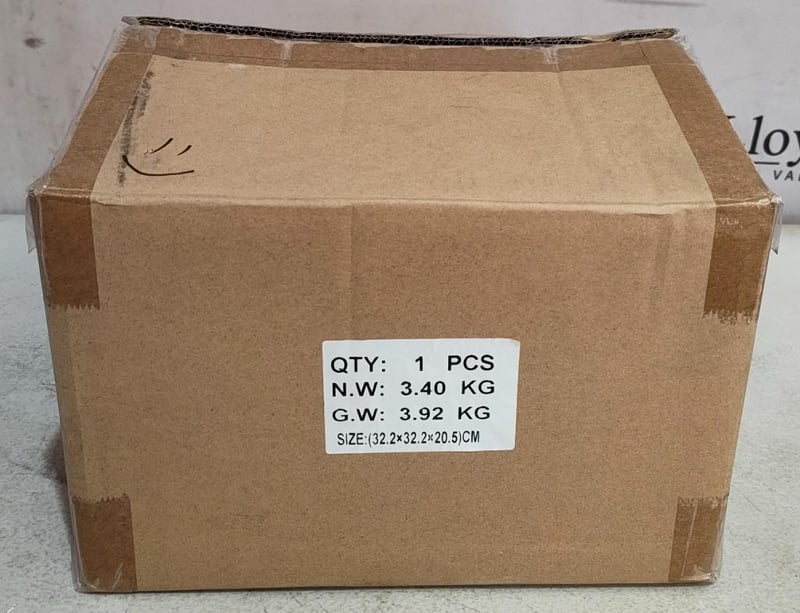 QTY: 1 PCS
N.W: 3.40 KG
G.W: 3.92 KG
SIZE:(32.2×32.2×20.5)CM